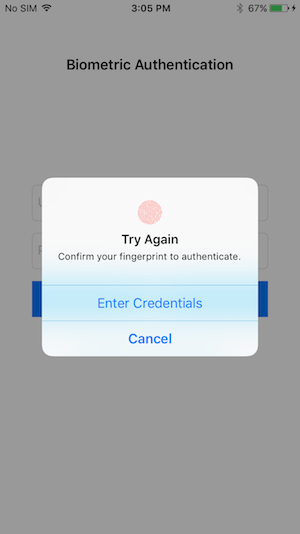 No SIM 3:05 PM 67%
Biometric Authentication
Try Again
Confirm your fingerprint to authenticate.
Enter Credentials
Cancel